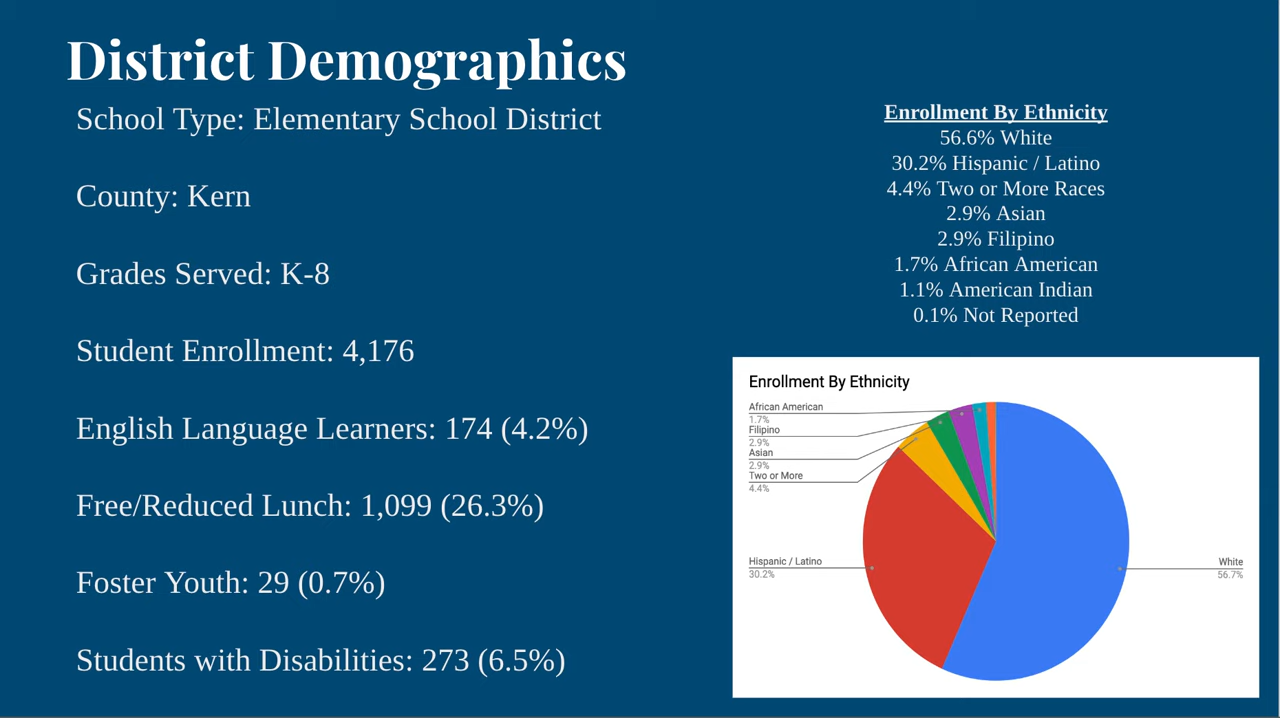 District Demographics
School Type: Elementary School District
County: Kern
Grades Served: K-8
Student Enrollment: 4,176
English Language Learners: 174 (4.2%)
Free/Reduced Lunch: 1,099 (26.3%)
Foster Youth: 29 (0.7%)
Students with Disabilities: 273 (6.5%)
Enrollment By Ethnicity
56.6% White
30.2% Hispanic / Latino
4.4% Two or More Races
2.9% Asian
2.9% Filipino
1.7% African American
1.1% American Indian
0.1% Not Reported
Enrollment By Ethnicity
African American
1.7%
Filipino
2.9%
Asian
2.9%
Two or More
4.4%
Hispanic / Latino
30.2%
White
56.7%